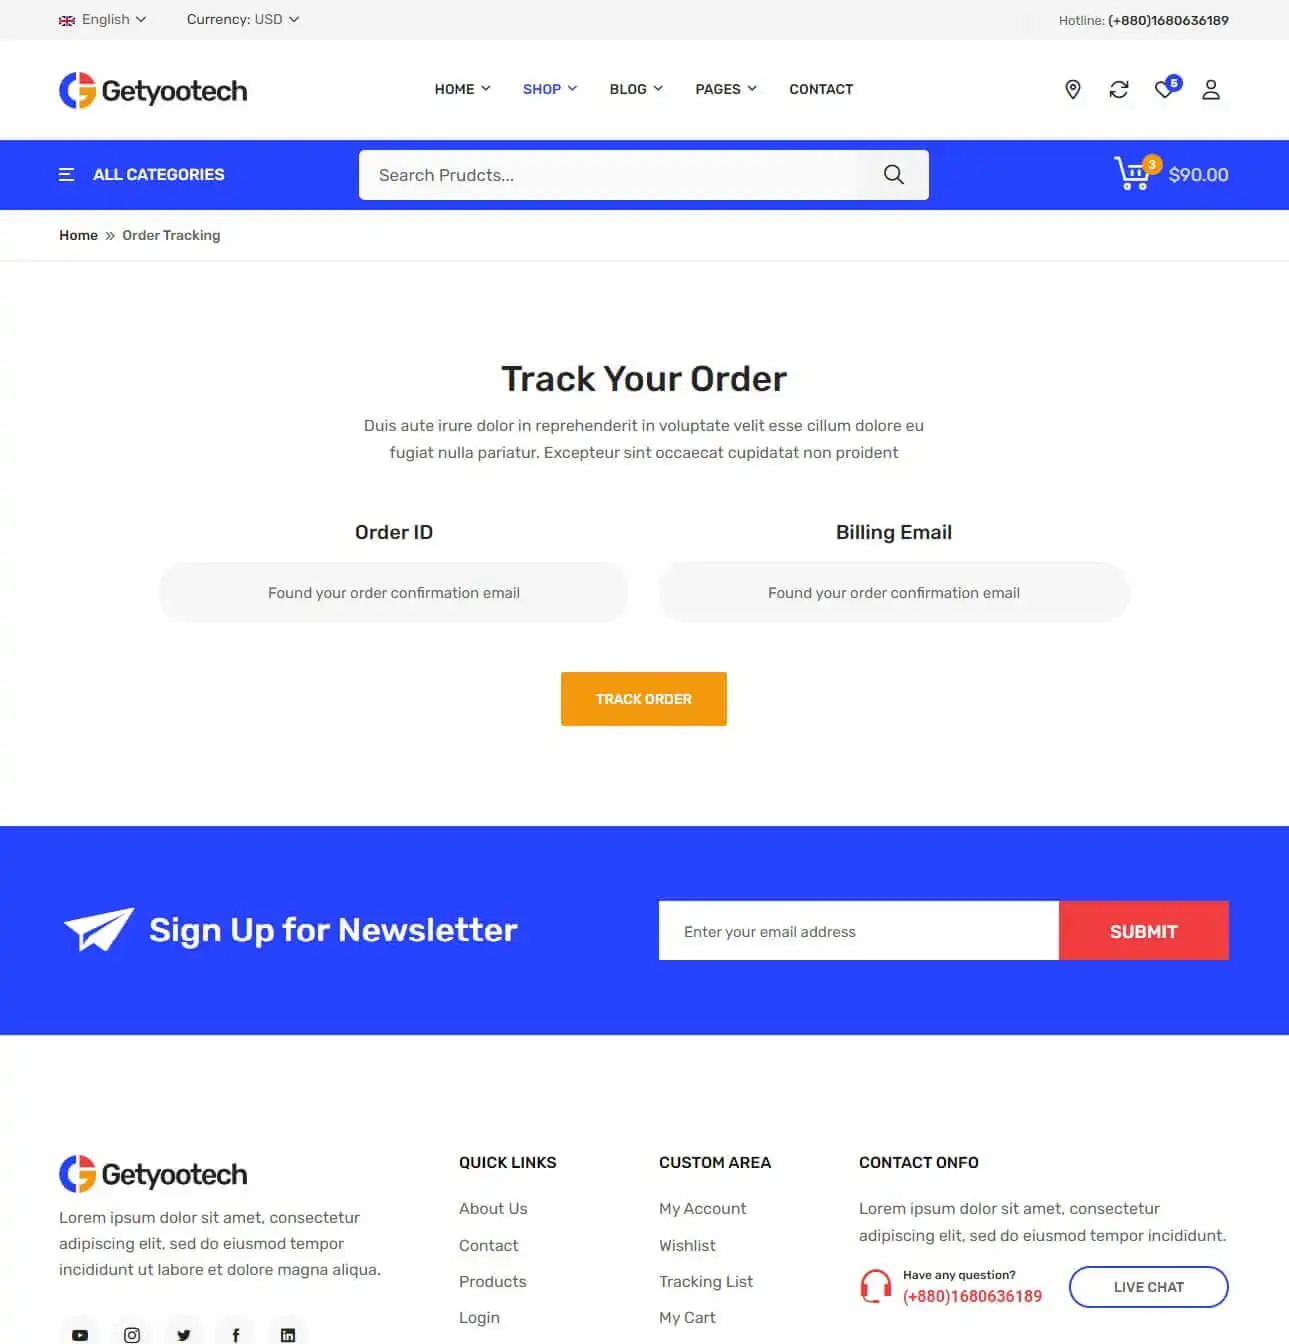 English
Currency: USD
Hotline: (+880)1680636189
Getyootech
HOME
SHOP
BLOG
PAGES
CONTACT
5
ALL CATEGORIES
Search Prudcts...
3
$90.00
Home » Order Tracking
Track Your Order
Duis aute irure dolor in reprehenderit in voluptate velit esse cillum dolore eu
fugiat nulla pariatur. Excepteur sint occaecat cupidatat non proident
Order ID
Found your order confirmation email
Billing Email
Found your order confirmation email
TRACK ORDER
Sign Up for Newsletter
Enter your email address
SUBMIT
Getyootech
Lorem ipsum dolor sit amet, consectetur
adipiscing elit, sed do eiusmod tempor
incididunt ut labore et dolore magna aliqua.
QUICK LINKS
About Us
Contact
Products
Login
CUSTOM AREA
My Account
Wishlist
Tracking List
My Cart
CONTACT ONFO
Lorem ipsum dolor sit amet, consectetur
adipiscing elit, sed do eiusmod tempor incididunt.
Have any question?
(+880)1680636189
LIVE CHAT